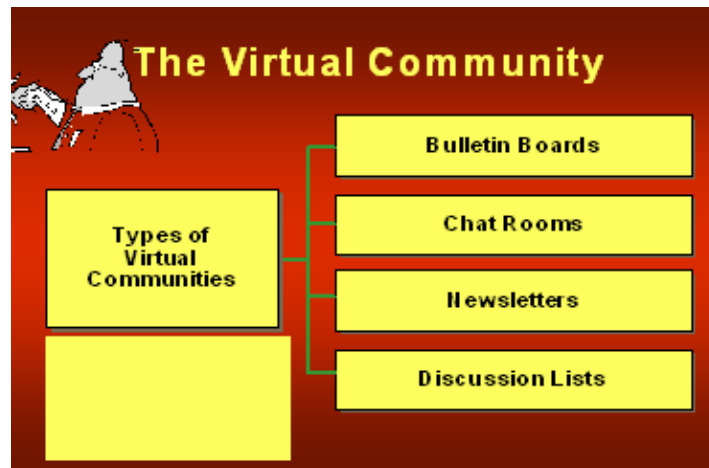 The Virtual Community
Types of
Virtual
Communities
Bulletin Boards
Chat Rooms
Newsletters
Discussion Lists